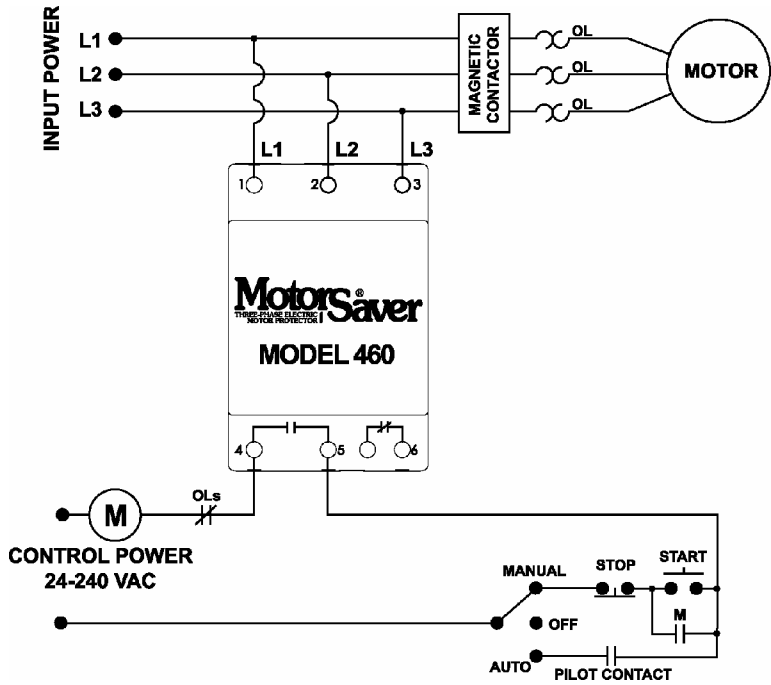 INPUT POWER
L1
L2
L3
MAGNETIC
CONTACTOR
OL
OL
OL
MOTOR
L1
L2
L3
1
2
3
MotorSaver®
THREE-PHASE ELECTRIC
MOTOR PROTECTOR
MODEL 460
4
5
6
OLs
M
CONTROL POWER
24-240 VAC
MANUAL
STOP
START
M
OFF
AUTO
PILOT CONTACT